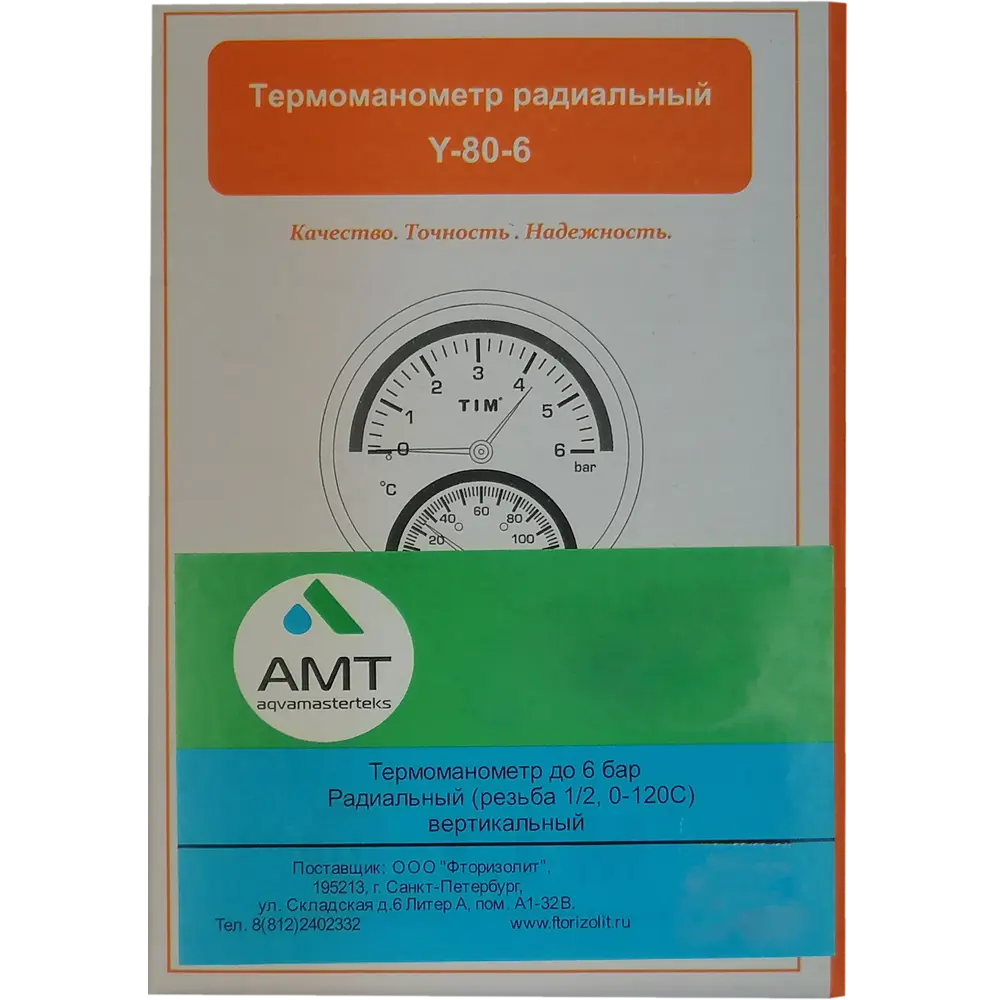 Термоманометр радиальный
Y-80-6
Качество. Точность. Надежность.
0 1 2 3 4 5 6
TIM®
bar
°C
20 40 60 80 100
AMT
aqvamasterteks
Термоманометр до 6 бар
Радиальный (резьба 1/2, 0-120С)
вертикальный
Поставщик: ООО "Фторизолит",
195213, г. Санкт-Петербург,
ул. Складская д.6 Литер А, пом. А1-32В.
Тел. 8(812)2402332 www.ftorizolit.ru